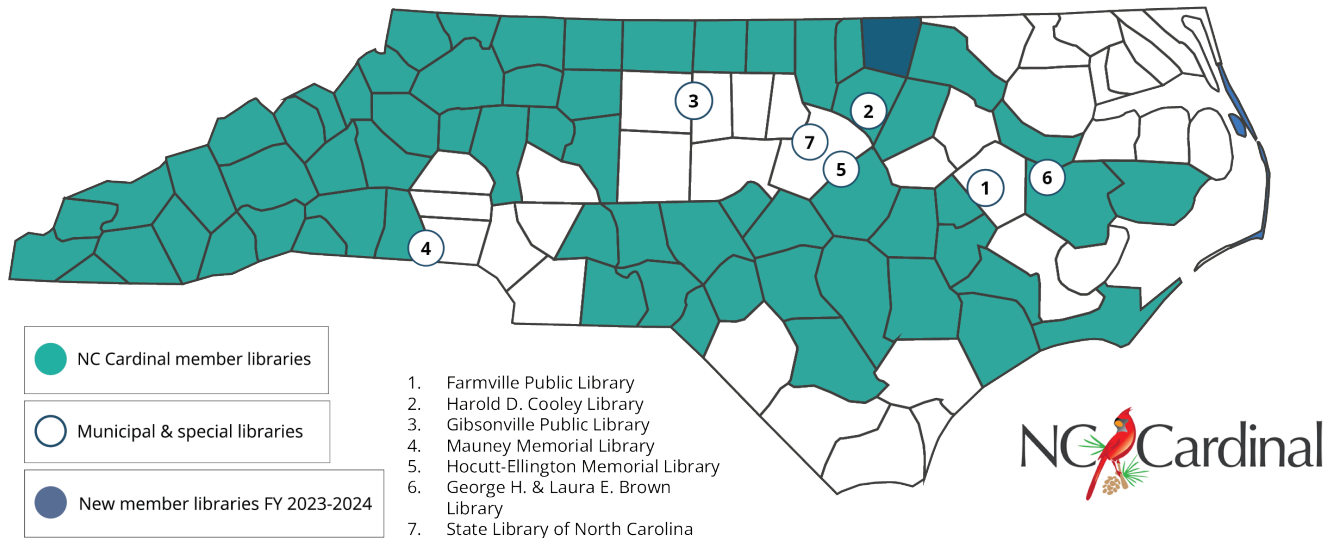 3
2
7
5
1
6
4
NC Cardinal member libraries
Municipal & special libraries
New member libraries FY 2023-2024
1. Farmville Public Library
2. Harold D. Cooley Library
3. Gibsonville Public Library
4. Mauney Memorial Library
5. Hocutt-Ellington Memorial Library
6. George H. & Laura E. Brown
Library
7. State Library of North Carolina
NC Cardinal